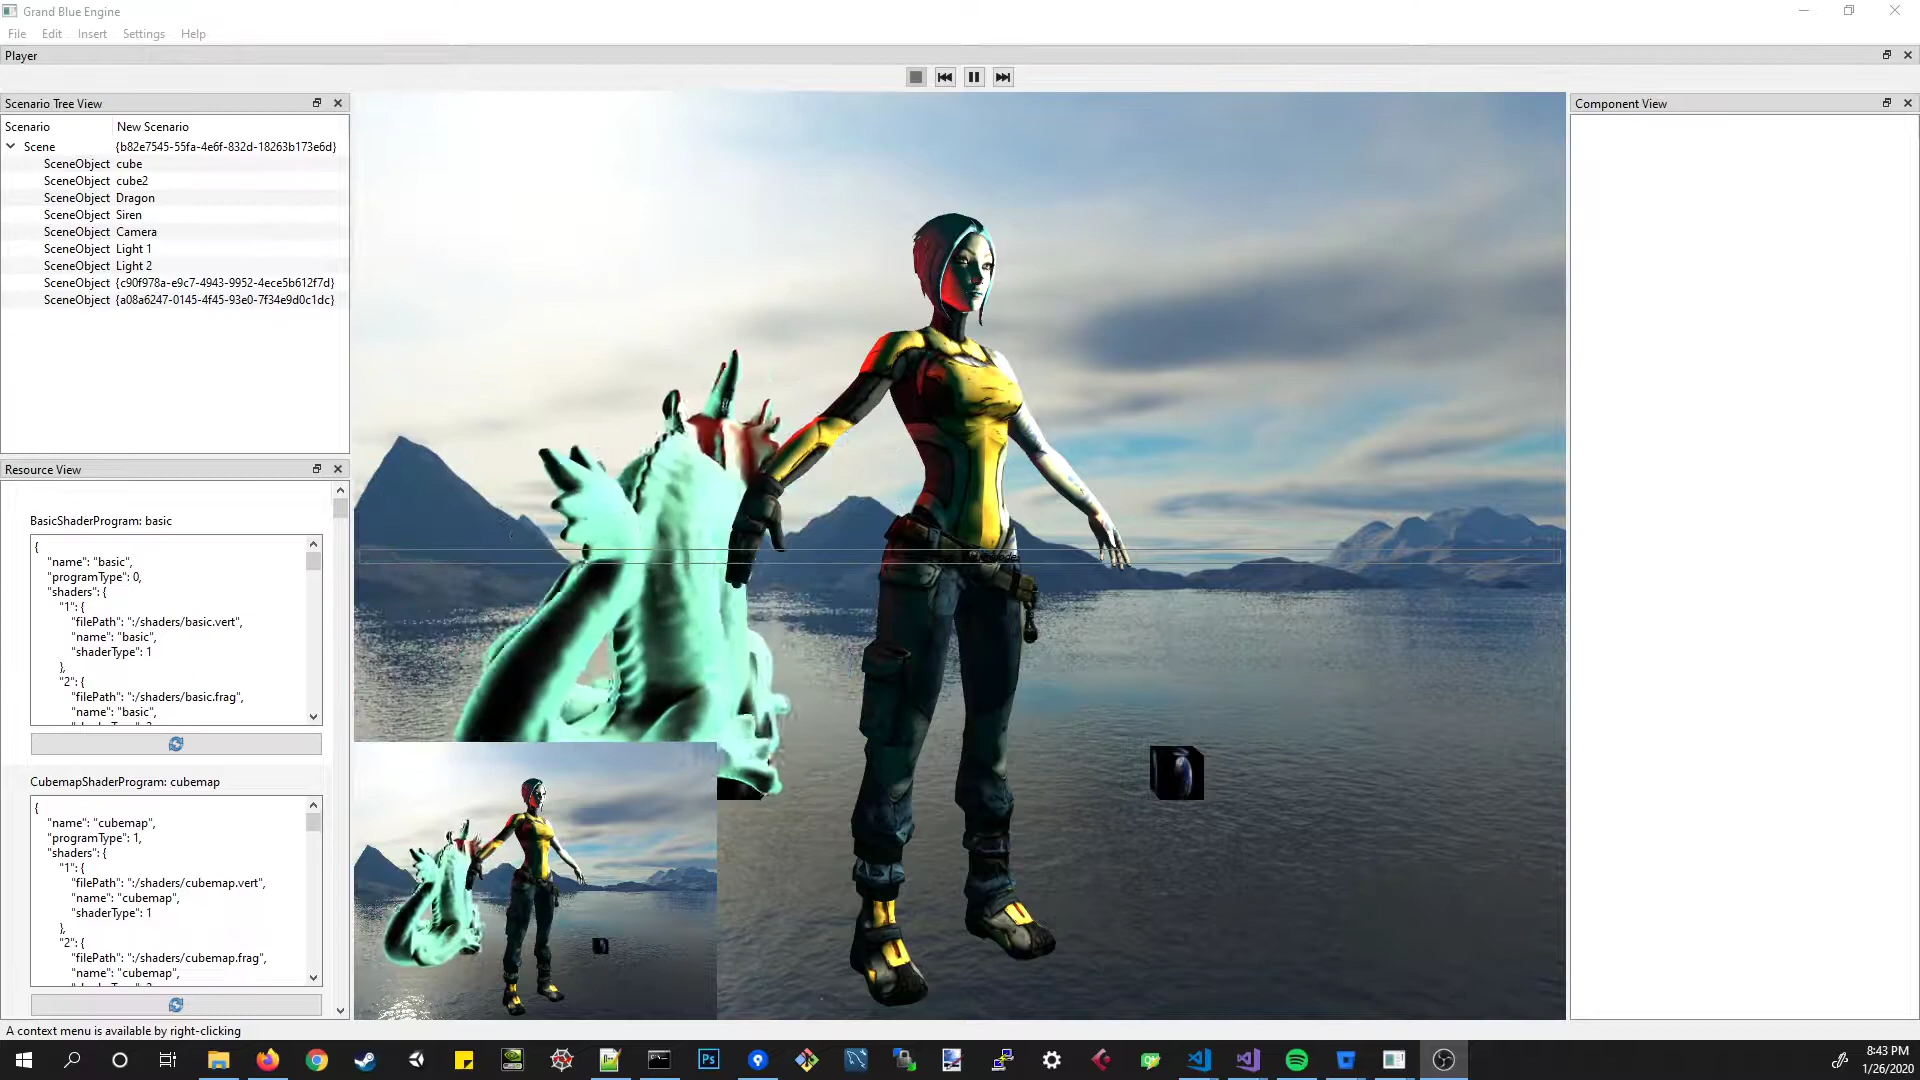 Grand Blue Engine
File Edit Insert Settings Help
Player
Scenario Tree View
Component View
Scenario New Scenario
Scene {b82e7545-55fa-4e6f-832d-18263b173e6d}
SceneObject cube
SceneObject cube2
SceneObject Dragon
SceneObject Siren
SceneObject Camera
SceneObject Light 1
SceneObject Light 2
SceneObject {c90f978a-e9c7-4943-9952-4ece5b612f7d}
SceneObject {a08a6247-0145-4f45-93e0-7f34e9d0c1dc}
Resource View
BasicShaderProgram: basic
{
"name": "basic",
"programType": 0,
"shaders": {
"1": {
"filePath": ":/shaders/basic.vert",
"name": "basic",
"shaderType": 1
},
"2": {
"filePath": ":/shaders/basic.frag",
"name": "basic",
CubemapShaderProgram: cubemap
{
"name": "cubemap",
"programType": 1,
"shaders": {
"1": {
"filePath": ":/shaders/cubemap.vert",
"name": "cubemap",
"shaderType": 1
},
"2": {
"filePath": ":/shaders/cubemap.frag",
"name": "cubemap",
A context menu is available by right-clicking
Ps
8:43 PM
1/26/2020